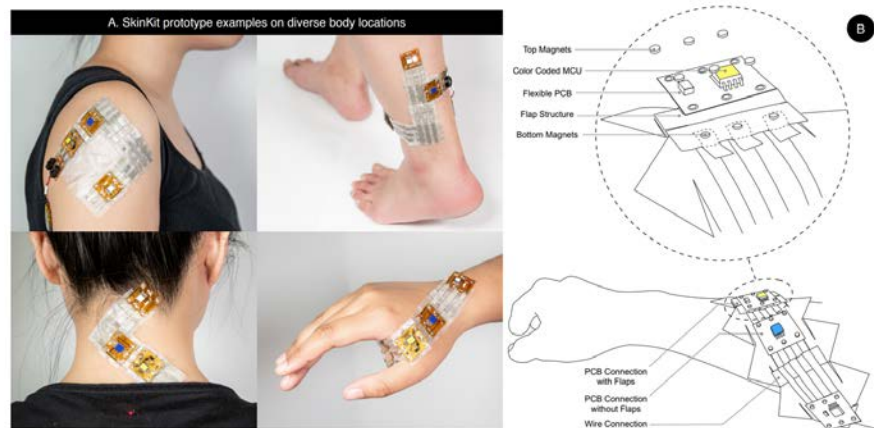 A. SkinKit prototype examples on diverse body locations
B
Top Magnets
Color Coded MCU
Flexible PCB
Flap Structure
Bottom Magnets
PCB Connection
with Flaps
PCB Connection
without Flaps
Wire Connection